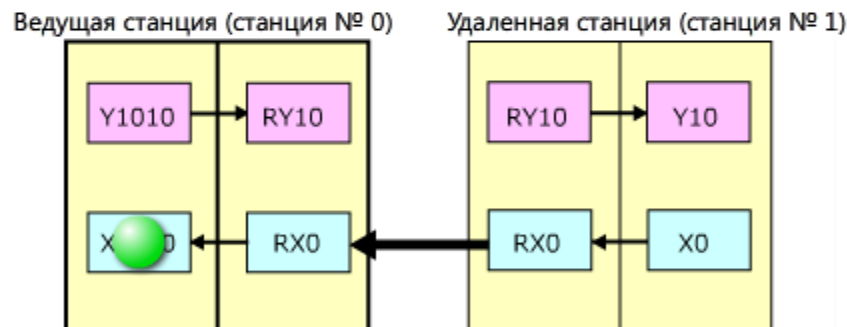 Ведущая станция (станция № 0) Удаленная станция (станция № 1)
Y1010 RY10 RY10 Y10
RX0 RX0 X0